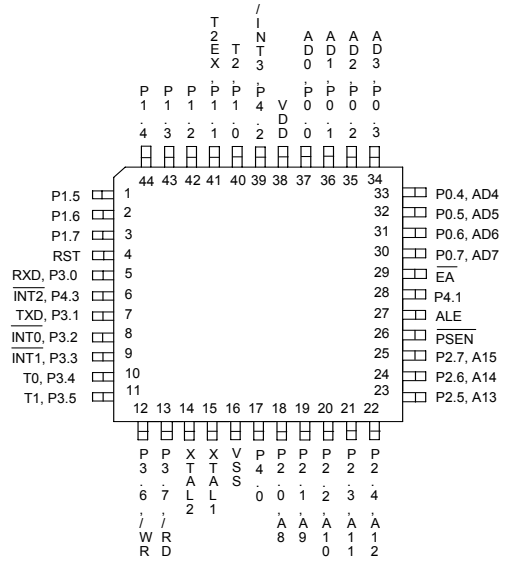 P1.4
P1.3
P1.2
T2EX,P1.1
T2,P1.0
/INT3,P4.2
VDD
AD0,P0.0
AD1,P0.1
AD2,P0.2
AD3,P0.3
44 43 42 41 40 39 38 37 36 35 34
P1.5 1
P1.6 2
P1.7 3
RST 4
RXD, P3.0 5
INT2, P4.3 6
TXD, P3.1 7
INT0, P3.2 8
INT1, P3.3 9
T0, P3.4 10
T1, P3.5 11
33 P0.4, AD4
32 P0.5, AD5
31 P0.6, AD6
30 P0.7, AD7
29 EA
28 P4.1
27 ALE
26 PSEN
25 P2.7, A15
24 P2.6, A14
23 P2.5, A13
12 13 14 15 16 17 18 19 20 21 22
P3.6,/WR
P3.7,/RD
XTAL2
XTAL1
VSS
P4.0
P2.0,A8
P2.1,A9
P2.2,A10
P2.3,A11
P2.4,A12